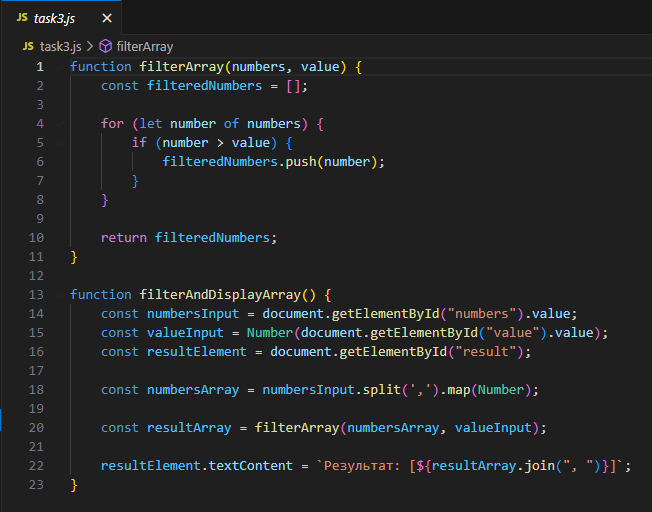 JS task3.js ×
JS task3.js > filterArray
1 function filterArray(numbers, value) {
2 const filteredNumbers = [];
3
4 for (let number of numbers) {
5 if (number > value) {
6 filteredNumbers.push(number);
7 }
8 }
9
10 return filteredNumbers;
11 }
12
13 function filterAndDisplayArray() {
14 const numbersInput = document.getElementById("numbers").value;
15 const valueInput = Number(document.getElementById("value").value);
16 const resultElement = document.getElementById("result");
17
18 const numbersArray = numbersInput.split(',').map(Number);
19
20 const resultArray = filterArray(numbersArray, valueInput);
21
22 resultElement.textContent = `Результат: [${resultArray.join(", ")}]`;
23 }